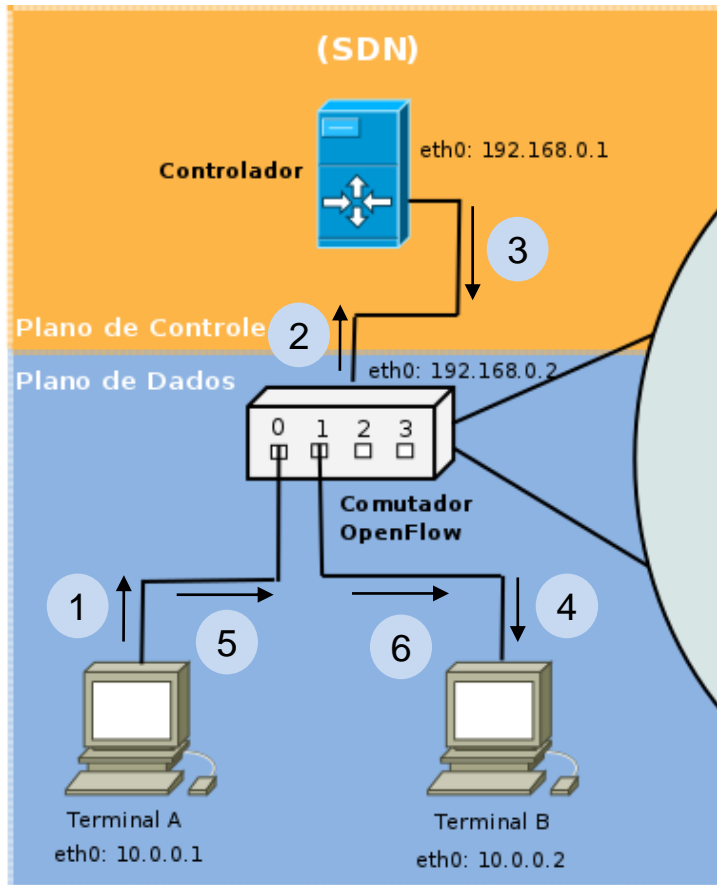 (SDN)
eth0: 192.168.0.1
Controlador
3
2
Plano de Controle
Plano de Dados
eth0: 192.168.0.2
0 1 2 3
Comutador
OpenFlow
1
5
6
4
Terminal A
eth0: 10.0.0.1
Terminal B
eth0: 10.0.0.2